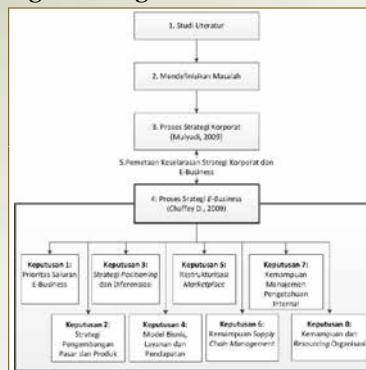 1. Studi Literatur
2. Mendefinisikan Masalah
3. Proses Strategi Korporat
(Mulyadi, 2009)
5.Pemetaan Keselarasan Strategi Korporat dan
E-Business
4. Proses Strategi E-Business
(Chaffey D., 2009)
Keputusan 1:
Prioritas Saluran
E-Business
Keputusan 3:
Strategi Positioning
dan Diferensiasi
Keputusan 5:
Restrukturisasi
Marketplace
Keputusan 7:
Kemampuan
Manajemen
Pengetahuan
Internal
Keputusan 2:
Strategi
Pengembangan
Pasar dan Produk
Keputusan 4:
Model Bisnis,
Layanan dan
Pendapatan
Keputusan 6:
Kemampuan Supply
Chain Management
Keputusan 8:
Kemampuan dan
Resourcing Organisasi